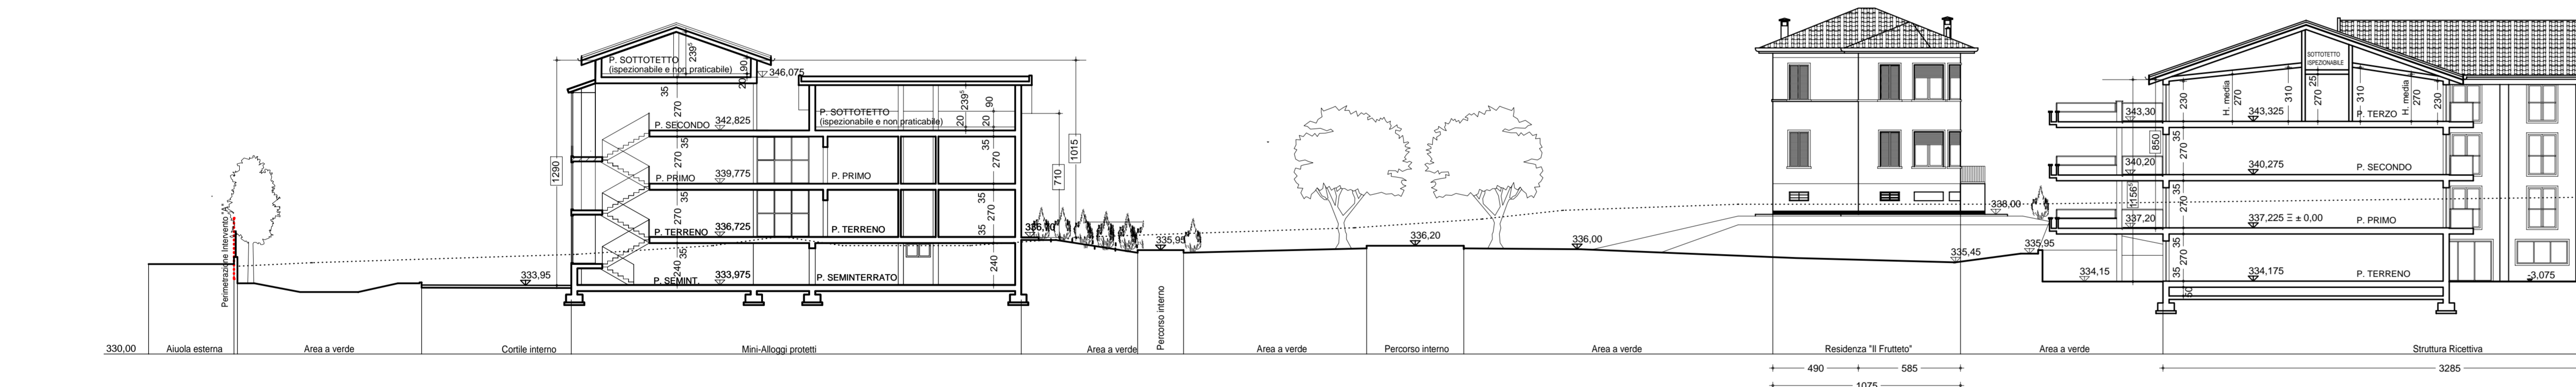 P. SOTTOTETTO
(ispezionabile e non praticabile)
239⁵
90
20
346,075
35
270
P. SECONDO
342,825
P. SOTTOTETTO
(ispezionabile e non praticabile)
239⁵
90
20
20
35
35
270
270
P. PRIMO
339,775
P. PRIMO
35
35
270
270
P. TERRENO
336,725
P. TERRENO
35
35
240
240
P. SEMINT.
333,975
P. SEMINTERRATO
1290
1015
710
Perimetrazione Intervento "A"
333,95
335,95
336,20
336,00
338,00
335,45
335,95
334,15
SOTTOTETTO
ISPEZIONABILE
230
H. media
270
310
25
270
310
H. media
270
230
343,30
343,325
P. TERZO
850
35
270
340,20
340,275
P. SECONDO
1156⁵
35
270
337,20
337,225 Ξ ± 0,00
P. PRIMO
35
270
334,175
P. TERRENO
35
50
-3,075
330,00
Aiuola esterna
Area a verde
Cortile interno
Mini-Alloggi protetti
Area a verde
Percorso interno
Area a verde
Percorso interno
Area a verde
Residenza "Il Frutteto"
Area a verde
Struttura Ricettiva
490
585
3285
1075